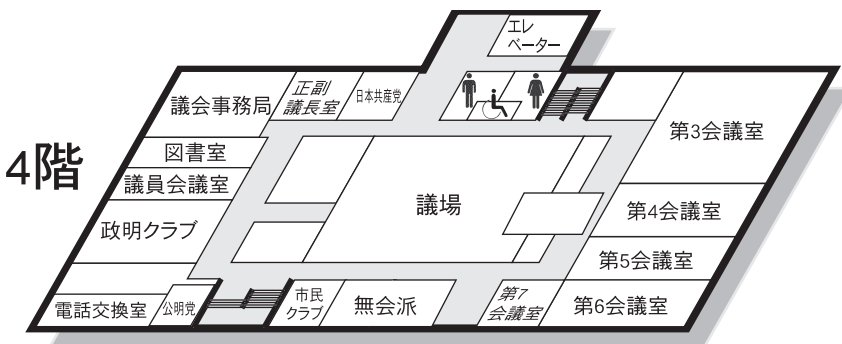 エレ
ベーター
議会事務局
正副
議長室
日本共産党
第3会議室
4階
図書室
議員会議室
議場
第4会議室
政明クラブ
第5会議室
電話交換室
公明党
市民
クラブ
無会派
第7
会議室
第6会議室